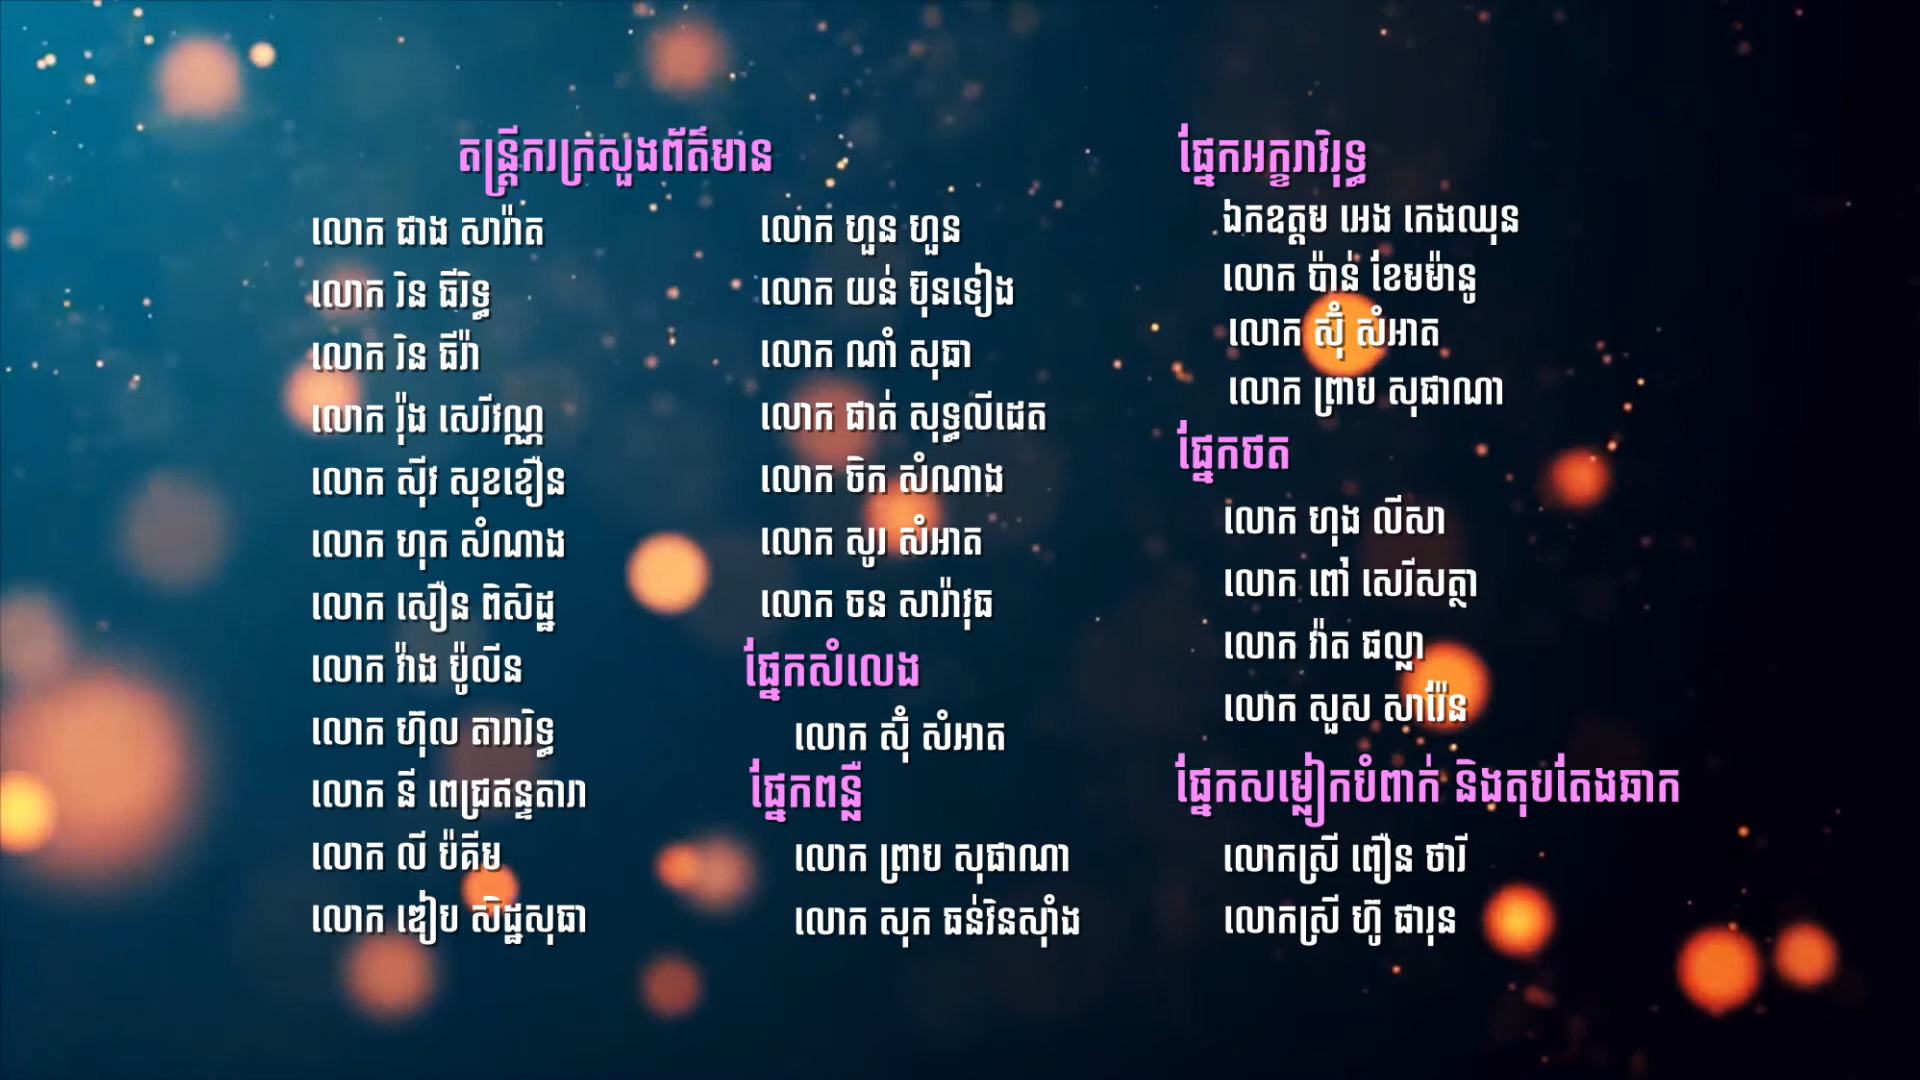 តន្ត្រីករក្រសួងព័ត៌មាន
លោក ជាង សារ៉ាត
លោក រិន ធីរិទ្ធ
លោក រិន ធីរ៉ា
លោក រ៉ុង សេរីវណ្ណ
លោក ស៊ីវ សុខខឿន
លោក ហុក សំណាង
លោក សឿន ពិសិដ្ឋ
លោក វ៉ាង ប៉ូលីន
លោក ហ៊ុល តារារិទ្ធ
លោក នី ពេជ្រឥន្ទតារា
លោក លី ប៉គីម
លោក ឌៀប សិដ្ឋសុធា
លោក ហួន ហួន
លោក យន់ ប៊ុនទៀង
លោក ណាំ សុធា
លោក ផាត់ សុទ្ធលីដេត
លោក ចិក សំណាង
លោក សូរ សំអាត
លោក ចន សារ៉ាវុធ
ផ្នែកសំលេង
លោក ស៊ុំ សំអាត
ផ្នែកពន្លឺ
លោក ព្រាប សុផាណា
លោក សុក ធន់វិនស៊ាំង
ផ្នែកអក្ខរាវិរុទ្ធ
ឯកឧត្តម អេង កេងឈុន
លោក ប៉ាន់ ខែមម៉ានូ
លោក ស៊ុំ សំអាត
លោក ព្រាប សុផាណា
ផ្នែកថត
លោក ហុង លីសា
លោក ពៅ សេរីសត្ថា
លោក វ៉ាត ផល្លា
លោក សួស សារ៉ែន
ផ្នែកសម្លៀកបំពាក់ និងតុបតែងឆាក
លោកស្រី ពឿន ថារី
លោកស្រី ហ៊ូ ផារុន